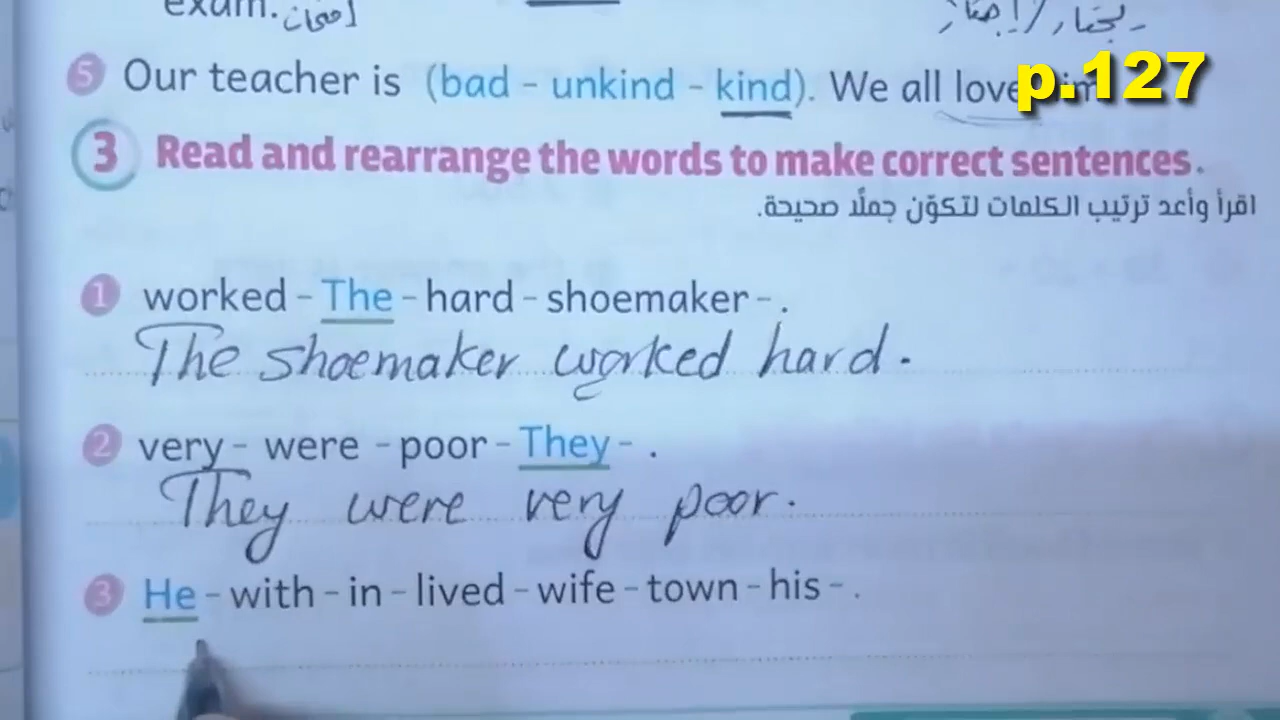 exam.
5 Our teacher is (bad - unkind - kind). We all love
p.127
3 Read and rearrange the words to make correct sentences.
اقرأ وأعد ترتيب الكلمات لتكوّن جملًا صحيحة.
1 worked - The - hard - shoemaker - .
The shoemaker worked hard.
2 very - were - poor - They - .
They were very poor.
3 He - with - in - lived - wife - town - his - .